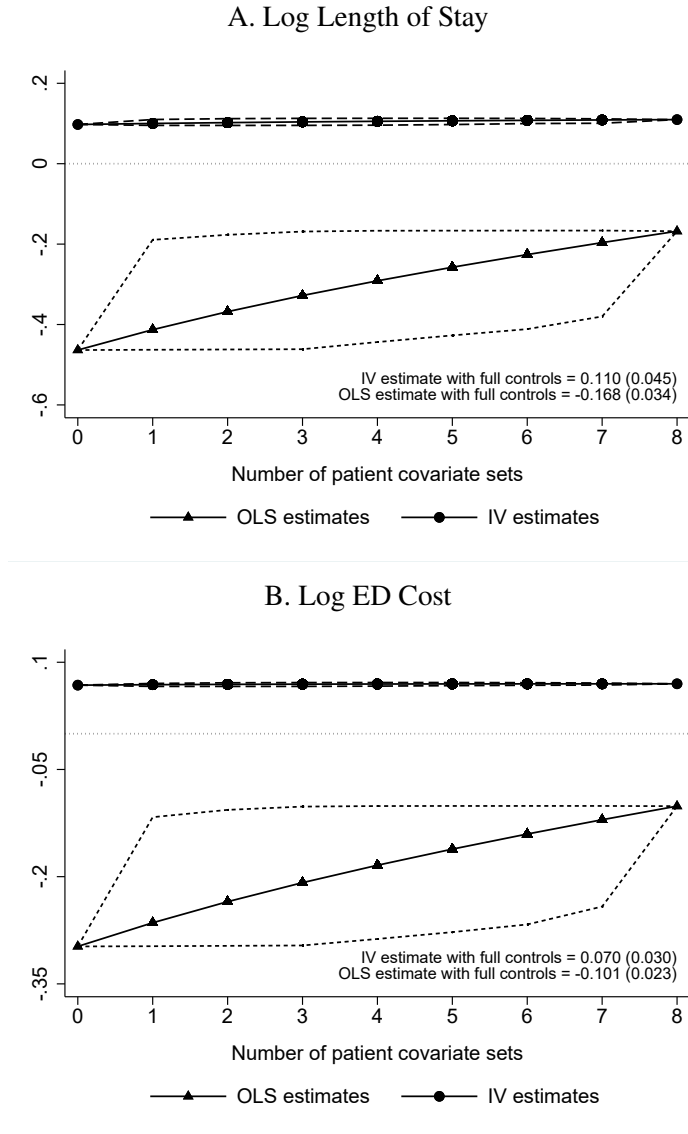 A. Log Length of Stay
.2
0
-.2
-.4
-.6
IV estimate with full controls = 0.110 (0.045)
OLS estimate with full controls = -0.168 (0.034)
0 1 2 3 4 5 6 7 8
Number of patient covariate sets
OLS estimates IV estimates
B. Log ED Cost
.1
-.05
-.2
-.35
IV estimate with full controls = 0.070 (0.030)
OLS estimate with full controls = -0.101 (0.023)
0 1 2 3 4 5 6 7 8
Number of patient covariate sets
OLS estimates IV estimates